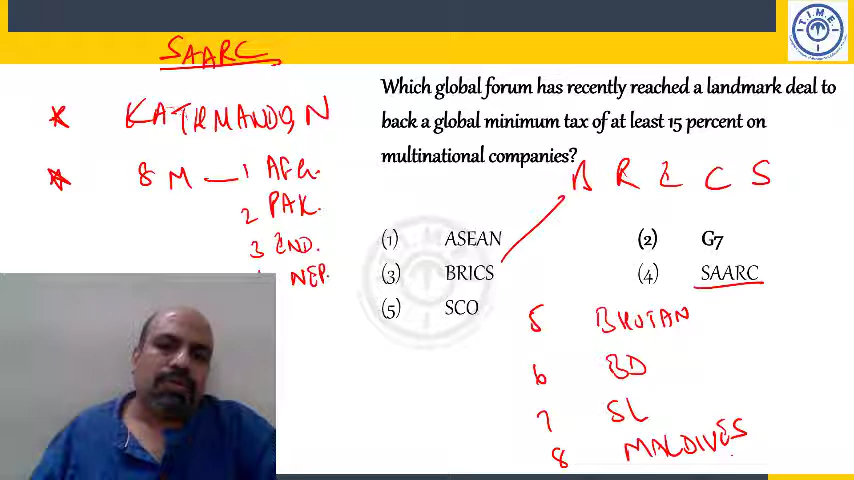 T.I.M.E.
SAARC
Which global forum has recently reached a landmark deal to
back a global minimum tax of at least 15 percent on
multinational companies?
KATHMANDU, N
8 M — 1 AFG.
2 PAK.
3 IND.
NEP.
B R I C S
(1) ASEAN
(2) G7
(3) BRICS
(4) SAARC
(5) SCO
5 BHUTAN
6 BD
7 SL
8 MALDIVES